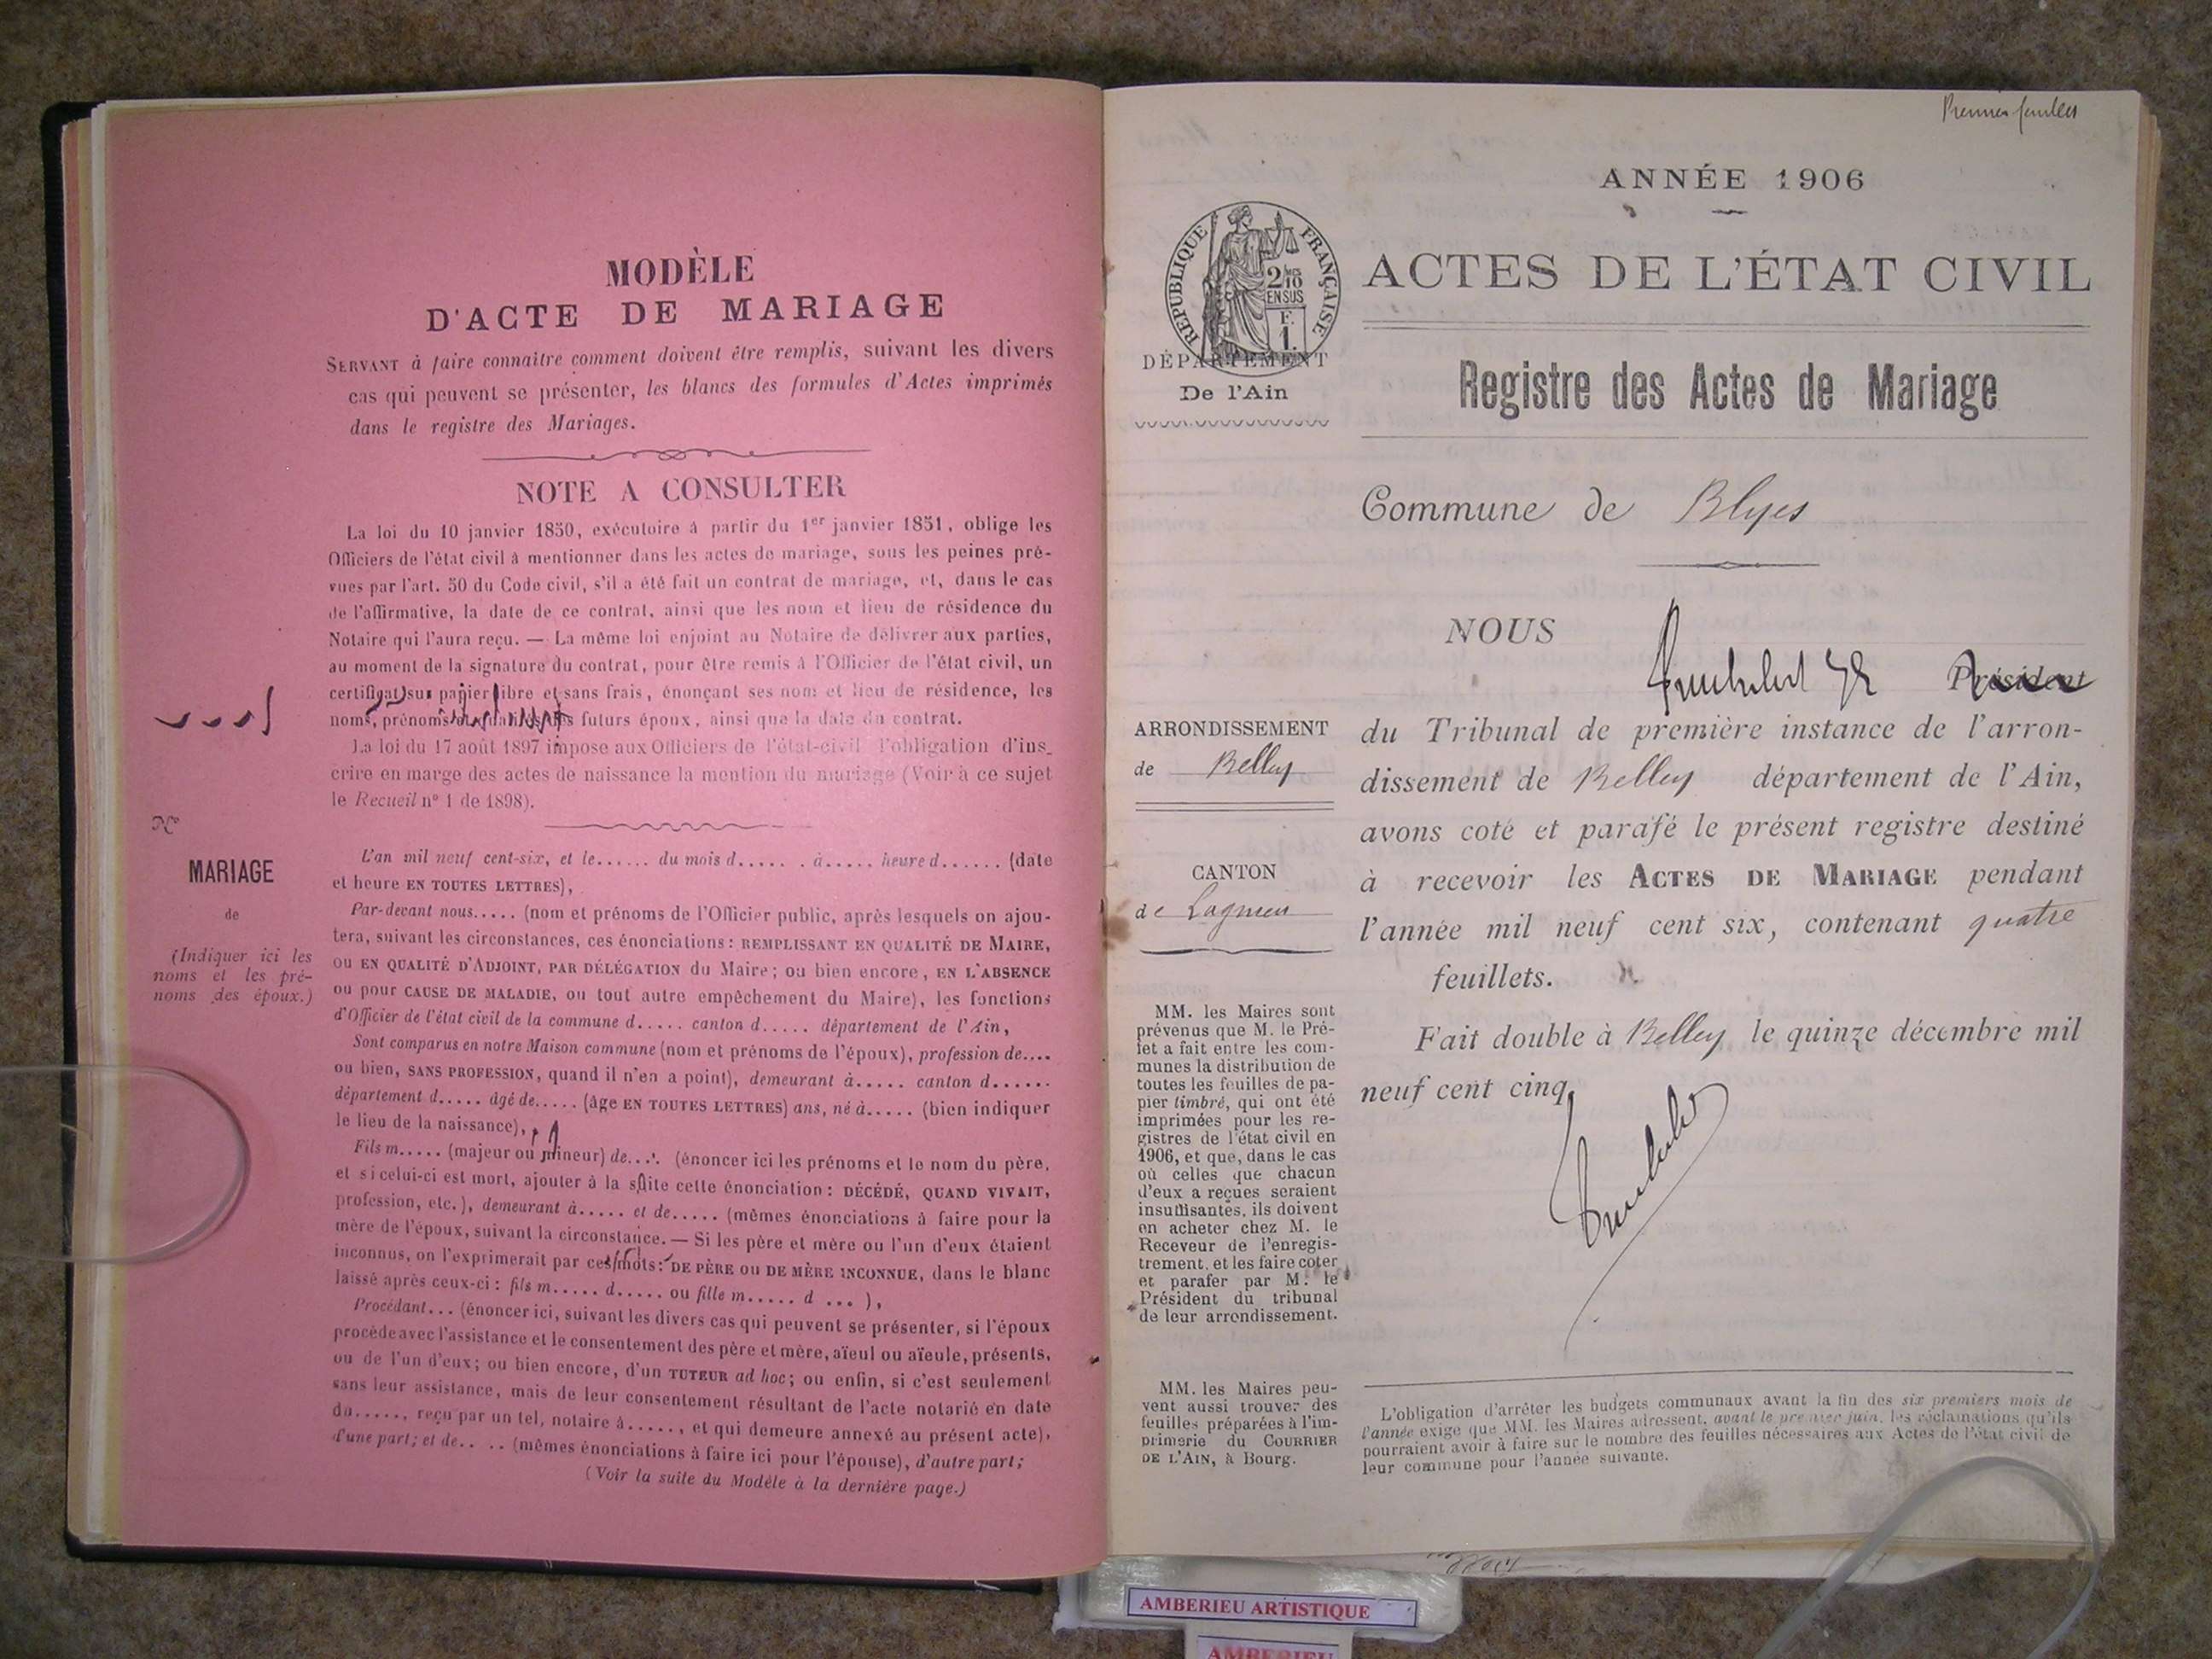 MODÈLE
D'ACTE DE MARIAGE
SERVANT à faire connaitre comment doivent être remplis, suivant les divers
cas qui peuvent se présenter, les blancs des formules d'Actes imprimés
dans le registre des Mariages.
NOTE A CONSULTER
La loi du 10 janvier 1850, exécutoire à partir du 1er janvier 1851, oblige les
Officiers de l'état civil à mentionner dans les actes de mariage, sous les peines pré-
vues par l'art. 50 du Code civil, s'il a été fait un contrat de mariage, et, dans le cas
de l'affirmative, la date de ce contrat, ainsi que les nom et lieu de résidence du
Notaire qui l'aura reçu. — La même loi enjoint au Notaire de délivrer aux parties,
au moment de la signature du contrat, pour être remis à l'Officier de l'état civil, un
certificat sur papier libre et sans frais, énonçant ses nom et lieu de résidence, les
noms, prénoms et qualités des futurs époux, ainsi que la date du contrat.
La loi du 17 août 1897 impose aux Officiers de l'état-civil l'obligation d'ins-
crire en marge des actes de naissance la mention du mariage (Voir à ce sujet
le Recueil n° 1 de 1898).
No
MARIAGE
de
(Indiquer ici les
noms et les pré-
noms des époux.)
L'an mil neuf cent-six, et le...... du mois d..... . à..... heure d...... (date
et heure EN TOUTES LETTRES),
Par-devant nous..... (nom et prénoms de l'Officier public, après lesquels on ajou-
tera, suivant les circonstances, ces énonciations : REMPLISSANT EN QUALITÉ DE MAIRE,
OU EN QUALITÉ D'ADJOINT, PAR DÉLÉGATION du Maire ; ou bien encore, EN L'ABSENCE
OU pour CAUSE DE MALADIE, ou tout autre empêchement du Maire), les fonctions
d'Officier de l'état civil de la commune d..... canton d..... département de l'Ain,
Sont comparus en notre Maison commune (nom et prénoms de l'époux), profession de....
ou bien, SANS PROFESSION, quand il n'en a point), demeurant à..... canton d......
département d..... âgé de..... (âge EN TOUTES LETTRES) ans, né à..... (bien indiquer
le lieu de la naissance),
Fils m..... (majeur ou mineur) de.... (énoncer ici les prénoms et le nom du père,
et si celui-ci est mort, ajouter à la suite cette énonciation : DÉCÉDÉ, QUAND VIVAIT,
profession, etc.), demeurant à..... et de..... (mêmes énonciations à faire pour la
mère de l'époux, suivant la circonstance. — Si les père et mère ou l'un d'eux étaient
inconnus, on l'exprimerait par ces mots : DE PÈRE OU DE MÈRE INCONNUE, dans le blanc
laissé après ceux-ci : fils m..... d..... ou fille m..... d ... ),
Procédant... (énoncer ici, suivant les divers cas qui peuvent se présenter, si l'époux
procède avec l'assistance et le consentement des père et mère, aïeul ou aïeule, présents,
ou de l'un d'eux ; ou bien encore, d'un TUTEUR ad hoc ; ou enfin, si c'est seulement
sans leur assistance, mais de leur consentement résultant de l'acte notarié en date
du....., reçu par un tel, notaire à....., et qui demeure annexé au présent acte),
d'une part ; et de.. .. (mêmes énonciations à faire ici pour l'épouse), d'autre part ;
(Voir la suite du Modèle à la dernière page.)
Premier feuillet
ANNÉE 1906
RÉPUBLIQUE FRANÇAISE
2/10
EN SUS
F.
1.
ACTES DE L'ÉTAT CIVIL
DÉPARTEMENT
De l'Ain
Registre des Actes de Mariage
Commune de Blyes
NOUS
Président
du Tribunal de première instance de l'arron-
dissement de Belley département de l'Ain,
avons coté et parafé le présent registre destiné
à recevoir les ACTES DE MARIAGE pendant
l'année mil neuf cent six, contenant quatre
feuillets.
Fait double à Belley le quinze décembre mil
neuf cent cinq
ARRONDISSEMENT
de Belley
CANTON
de Lagnieu
MM. les Maires sont
prévenus que M. le Pré-
fet a fait entre les com-
munes la distribution de
toutes les feuilles de pa-
pier timbré, qui ont été
imprimées pour les re-
gistres de l'état civil en
1906, et que, dans le cas
où celles que chacun
d'eux a reçues seraient
insuffisantes, ils doivent
en acheter chez M. le
Receveur de l'enregis-
trement, et les faire coter
et parafer par M. le
Président du tribunal
de leur arrondissement.
MM. les Maires peu-
vent aussi trouver des
feuilles préparées à l'im-
primerie du COURRIER
DE L'AIN, à Bourg.
L'obligation d'arrêter les budgets communaux avant la fin des six premiers mois de
l'année exige que MM. les Maires adressent, avant le premier juin, les réclamations qu'ils
pourraient avoir à faire sur le nombre des feuilles nécessaires aux Actes de l'état civil de
leur commune pour l'année suivante.
AMBERIEU ARTISTIQUE
AMBERIEU